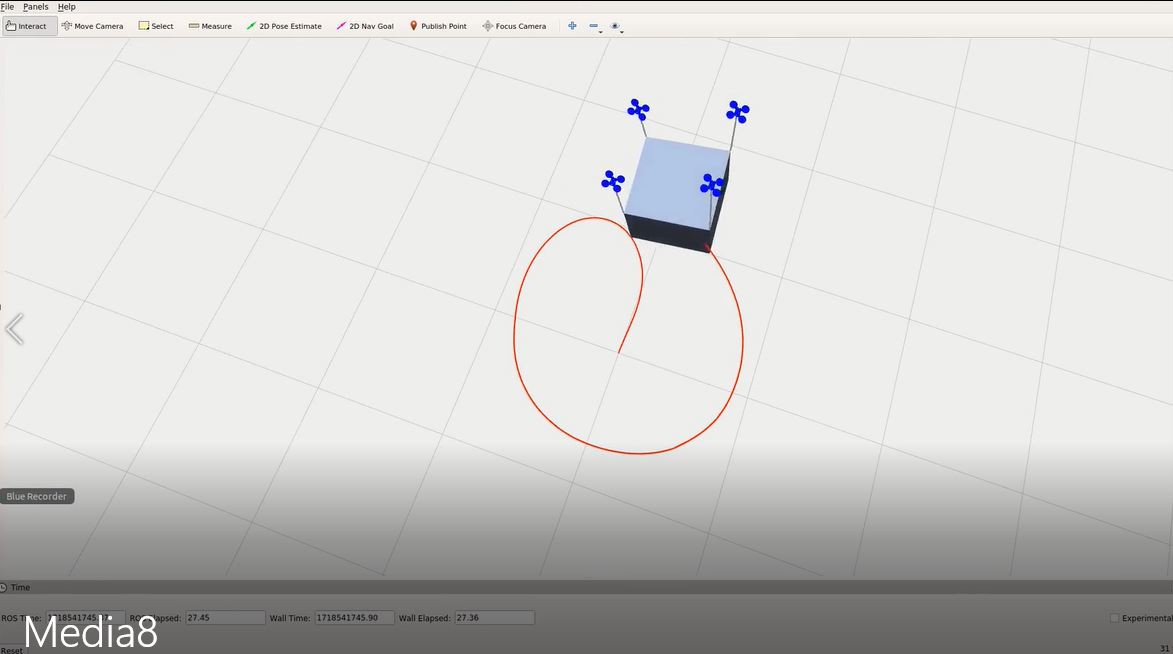 File Panels Help
Interact Move Camera Select Measure 2D Pose Estimate 2D Nav Goal Publish Point Focus Camera
Blue Recorder
Time
ROS Time: ROS Elapsed: 27.45 Wall Time: 1718541745.90 Wall Elapsed: 27.36 Experimental
Media8
Reset 31